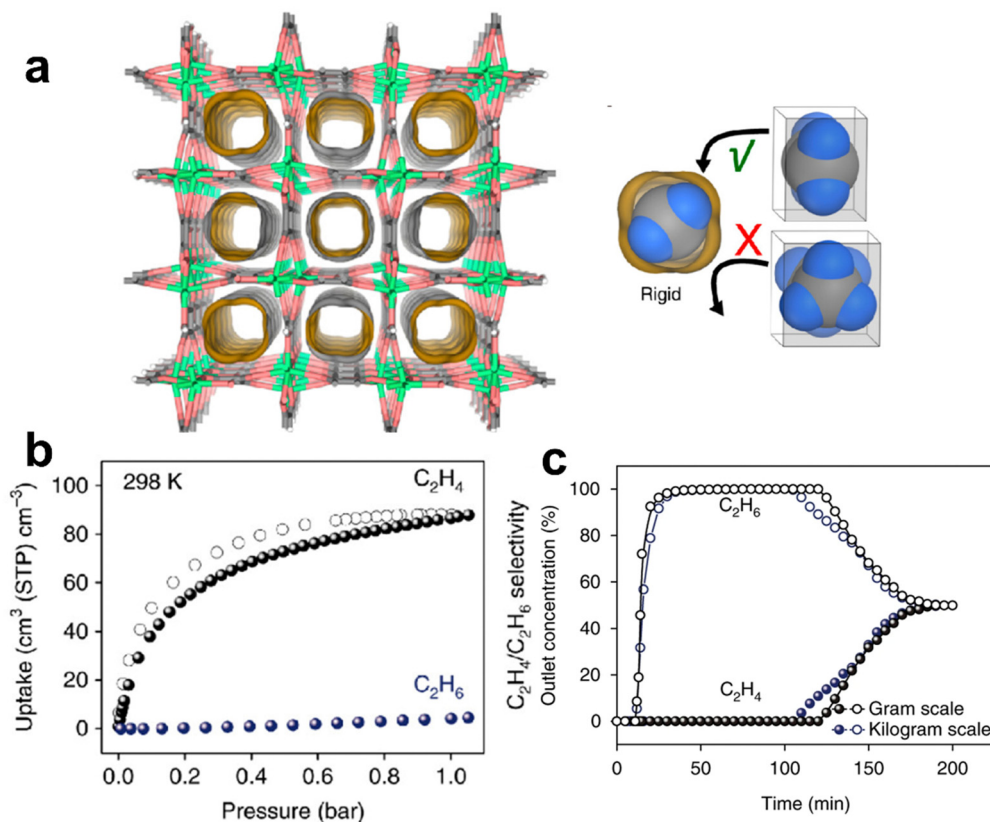 a
√
X
Rigid
b
298 K
C₂H₄
C₂H₆
100
80
60
40
20
0
Uptake (cm³ (STP) cm⁻³)
0.0
0.2
0.4
0.6
0.8
1.0
Pressure (bar)
c
C₂H₄/C₂H₆ selectivity
Outlet concentration (%)
100
80
60
40
20
0
C₂H₆
C₂H₄
Gram scale
Kilogram scale
0
50
100
150
200
Time (min)